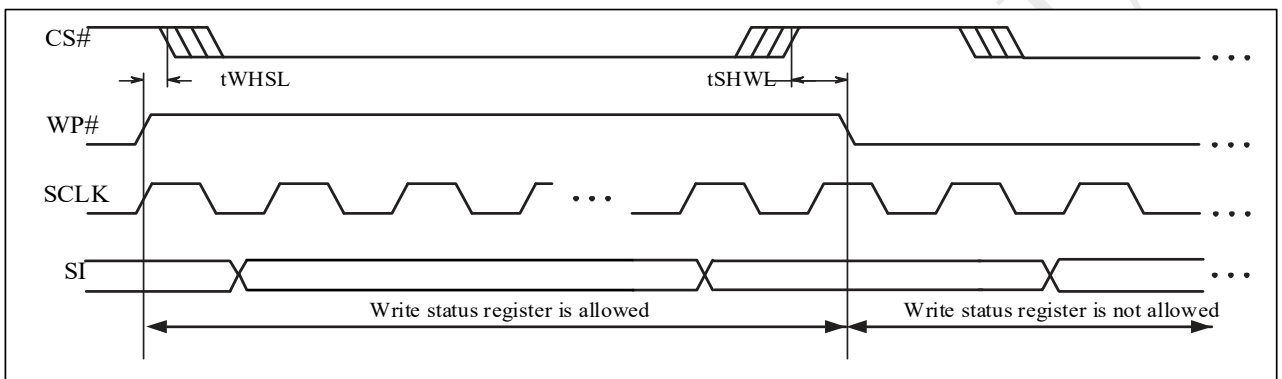 CS#
tWHSL
tSHWL
WP#
SCLK
SI
Write status register is allowed
Write status register is not allowed